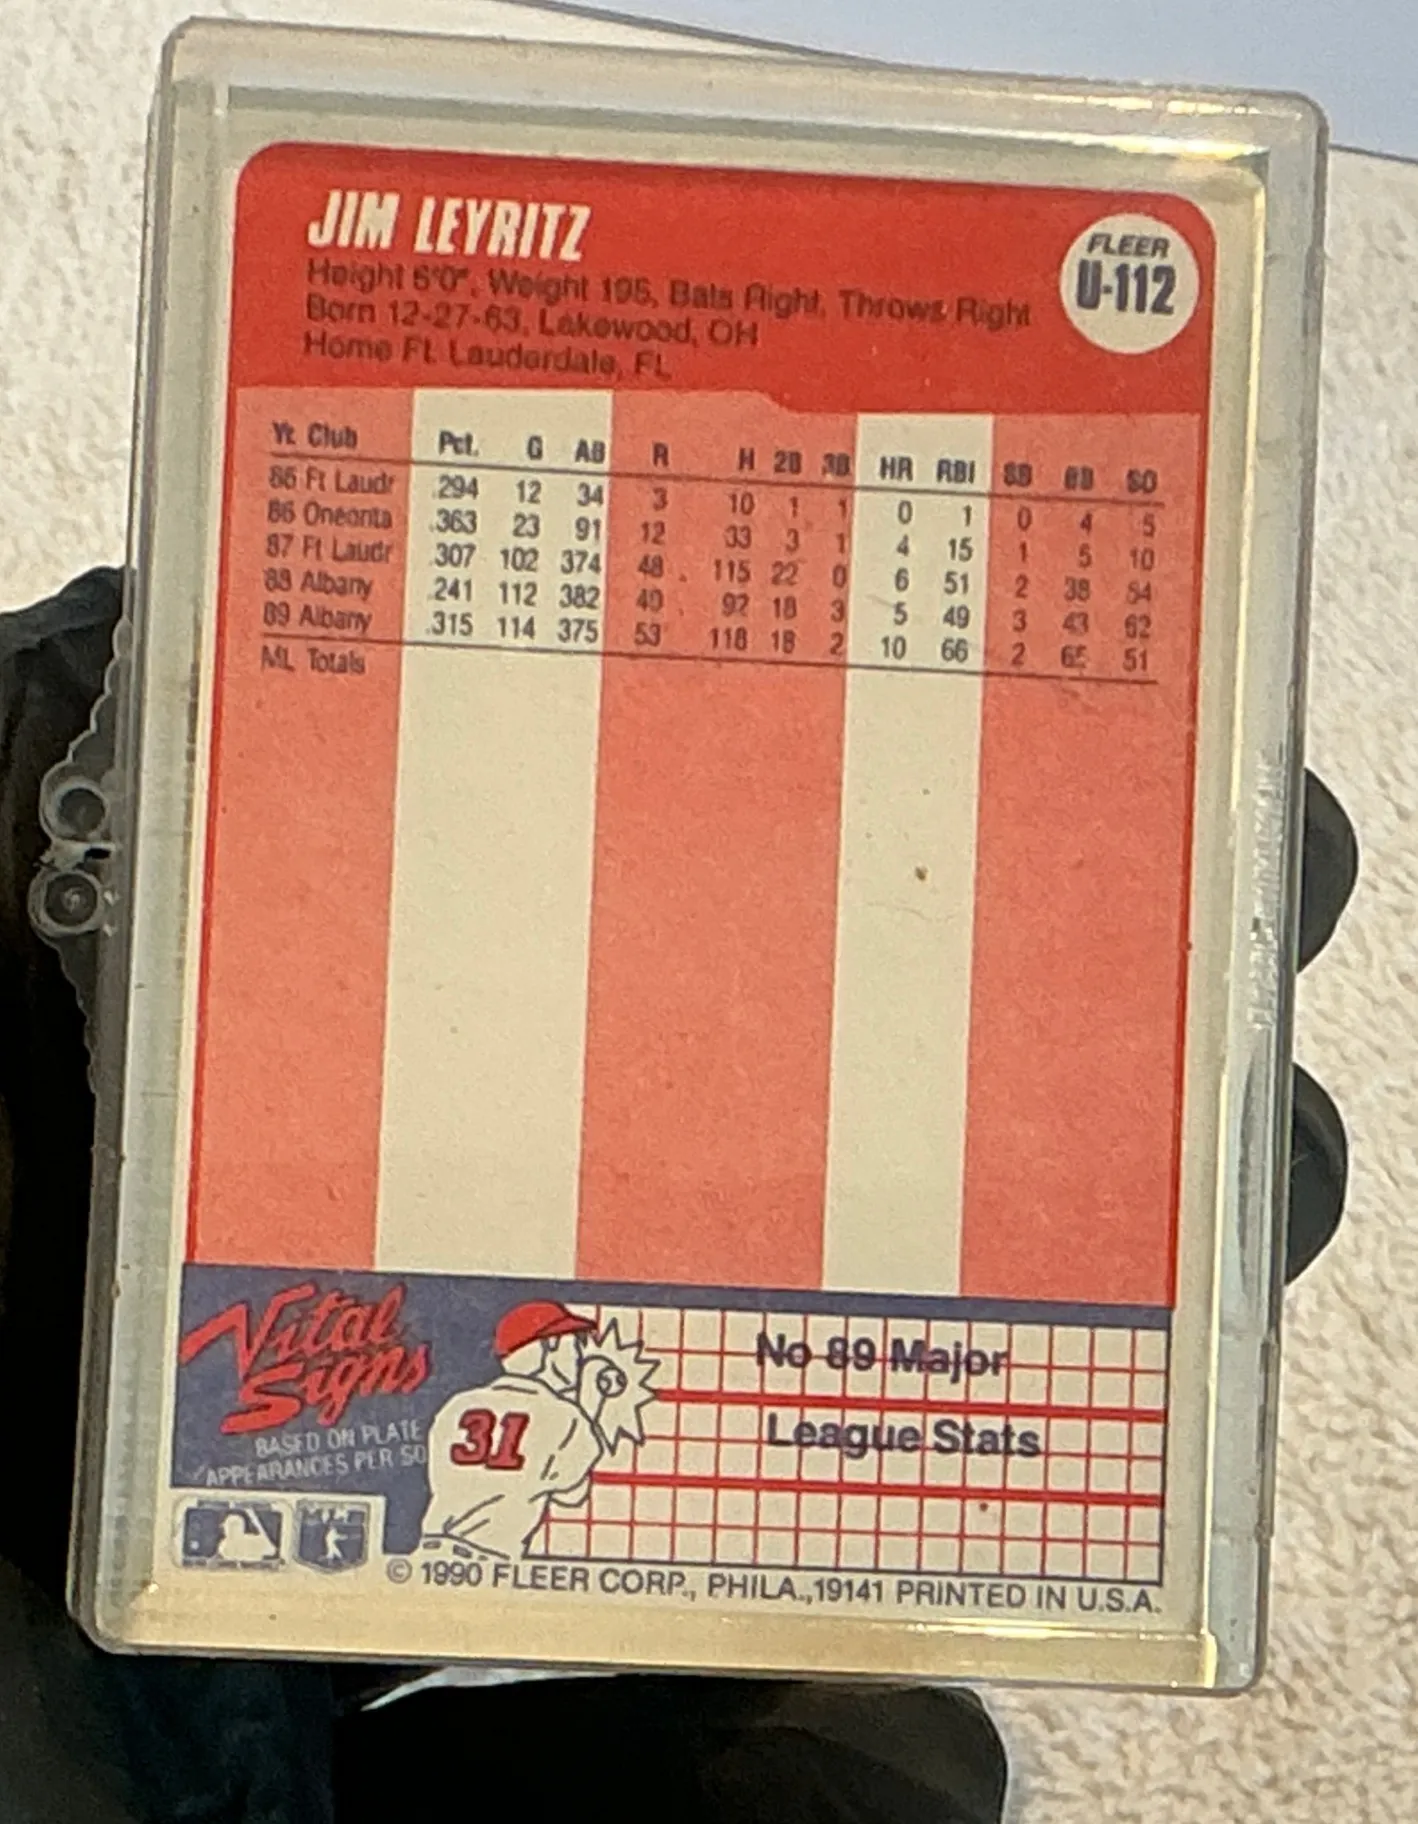 JIM LEYRITZ
FLEER
U-112
Height 6'0", Weight 195, Bats Right, Throws Right
Born 12-27-63, Lakewood, OH
Home Ft. Lauderdale, FL
Yr. Club Pct. G AB R H 2B 3B HR RBI SB BB SO
86 Ft Laudr .294 12 34 3 10 1 1 0 1 0 4 5
86 Oneonta .363 23 91 12 33 3 1 4 15 1 5 10
87 Ft Laudr .307 102 374 48 115 22 0 6 51 2 38 54
88 Albany .241 112 382 40 92 18 3 5 49 3 43 62
89 Albany .315 114 375 53 118 18 2 10 66 2 65 51
ML Totals
Vital
Signs
BASED ON PLATE
APPEARANCES PER SO
31
No 89 Major
League Stats
© 1990 FLEER CORP., PHILA., 19141 PRINTED IN U.S.A.